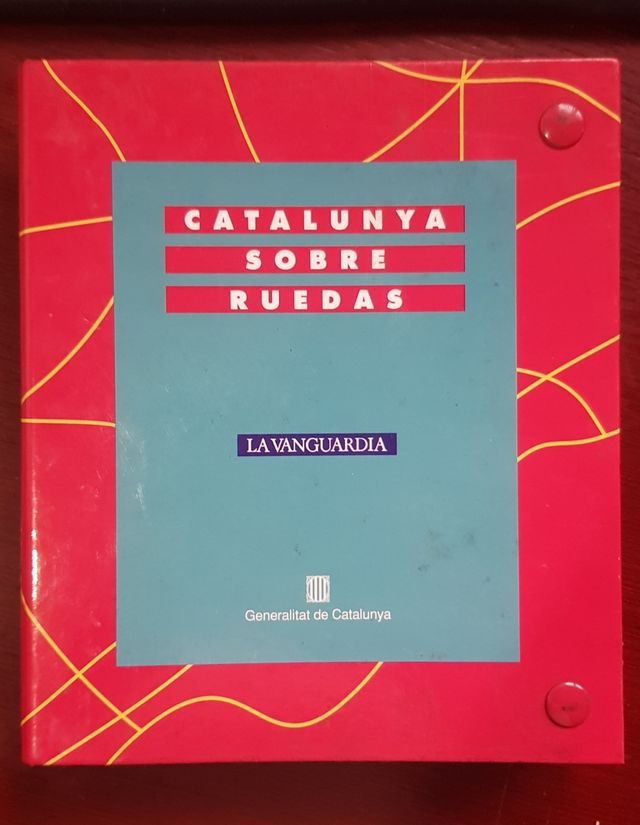 CATALUNYA
SOBRE
RUEDAS
LA VANGUARDIA
Generalitat de Catalunya